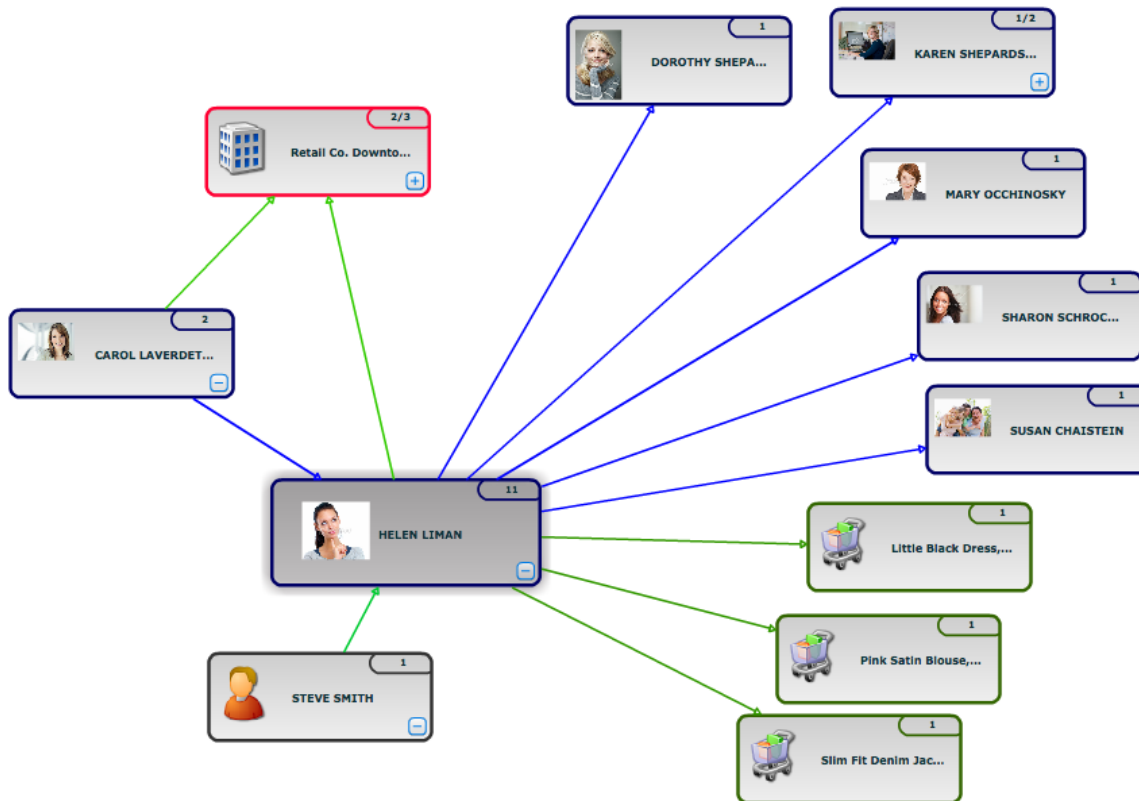 1
DOROTHY SHEPA...
1/2
KAREN SHEPARDS...
2/3
Retail Co. Downto...
1
MARY OCCHINOSKY
1
SHARON SCHROC...
2
CAROL LAVERDET...
1
SUSAN CHAISTEIN
11
HELEN LIMAN
1
Little Black Dress,...
1
Pink Satin Blouse,...
1
STEVE SMITH
1
Slim Fit Denim Jac...